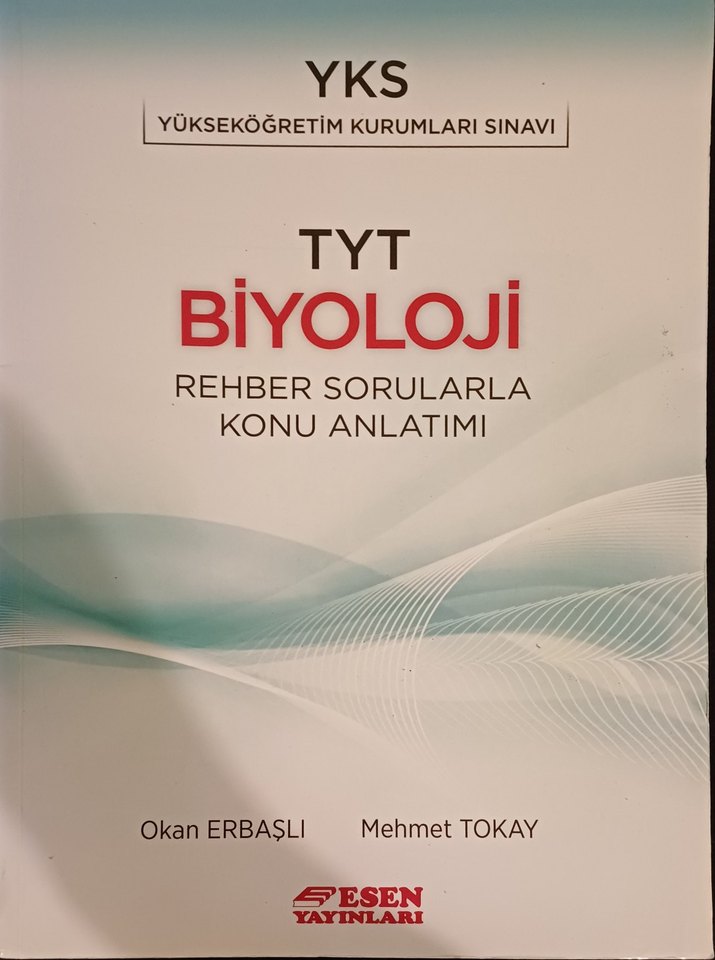 YKS
YÜKSEKÖĞRETİM KURUMLARI SINAVI
TYT
BİYOLOJİ
REHBER SORULARLA
KONU ANLATIMI
Okan ERBAŞLI Mehmet TOKAY
ESEN
YAYINLARI